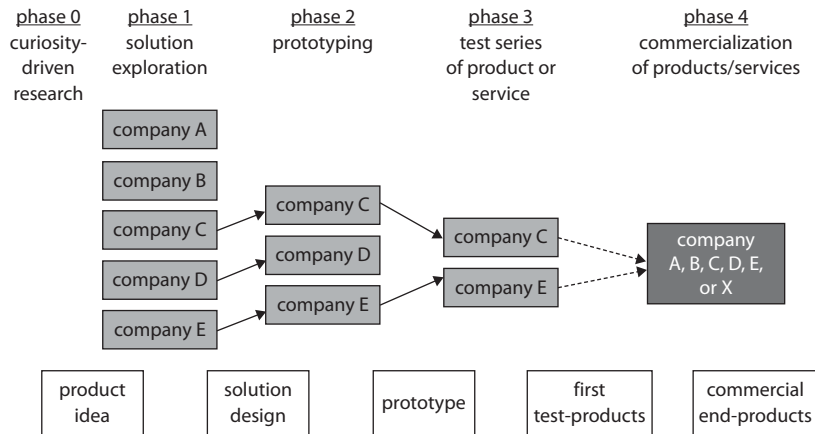 phase 0
curiosity-
driven
research
phase 1
solution
exploration
phase 2
prototyping
phase 3
test series
of product or
service
phase 4
commercialization
of products/services
company A
company B
company C
company D
company E
company C
company D
company E
company C
company E
company
A, B, C, D, E,
or X
product
idea
solution
design
prototype
first
test-products
commercial
end-products